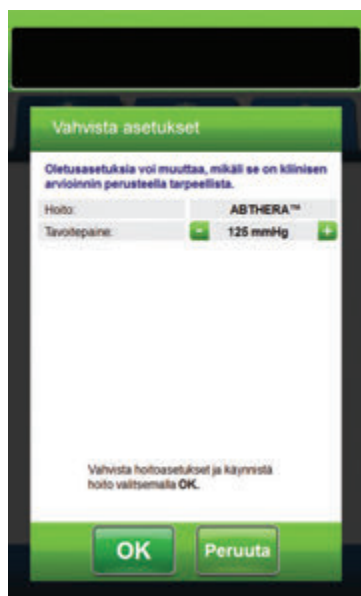 Vahvista asetukset
Oletusasetuksia voi muuttaa, mikäli se on kliinisen
arvioinnin perusteella tarpeellista.
Hoito: ABTHERA™
Tavoitepaine: - 125 mmHg +
Vahvista hoitoasetukset ja käynnistä
hoito valitsemalla OK.
OK Peruuta